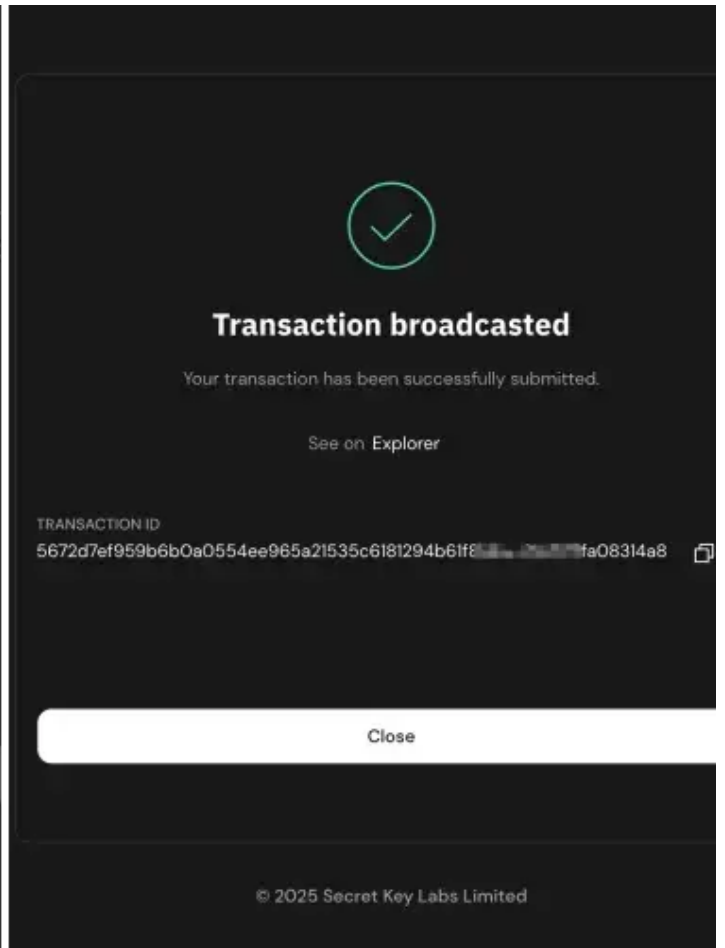 Transaction broadcasted
Your transaction has been successfully submitted.
See on Explorer
TRANSACTION ID
5672d7ef959b6b0a0554ee965a21535c6181294b61f8 fa08314a8
Close
© 2025 Secret Key Labs Limited